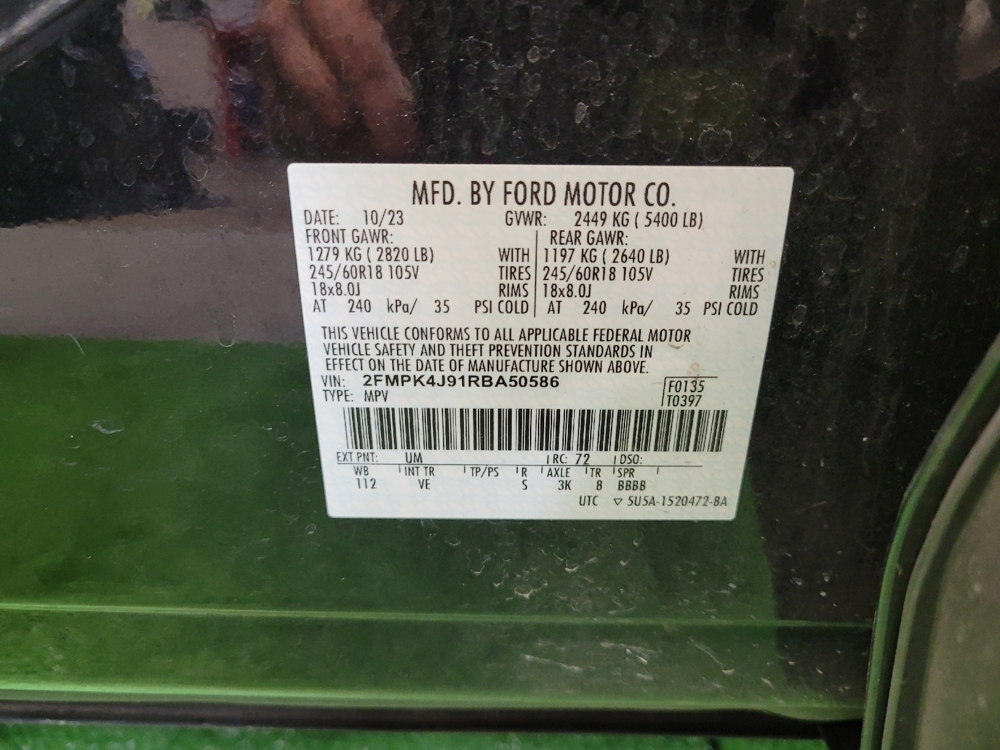 MFD. BY FORD MOTOR CO.
DATE: 10/23 GVWR: 2449 KG ( 5400 LB)
FRONT GAWR: REAR GAWR:
1279 KG ( 2820 LB) WITH 1197 KG ( 2640 LB) WITH
245/60R18 105V TIRES 245/60R18 105V TIRES
18x8.0J RIMS 18x8.0J RIMS
AT 240 kPa/ 35 PSI COLD AT 240 kPa/ 35 PSI COLD
THIS VEHICLE CONFORMS TO ALL APPLICABLE FEDERAL MOTOR
VEHICLE SAFETY AND THEFT PREVENTION STANDARDS IN
EFFECT ON THE DATE OF MANUFACTURE SHOWN ABOVE.
VIN: 2FMPK4J91RBA50586 F0135
TYPE: MPV T0397
EXT PNT: UM RC: 72 DSO:
WB INT TR TP/PS R AXLE TR SPR
112 VE S 3K 8 BBBB
UTC ▽ 5U5A-1520472-BA